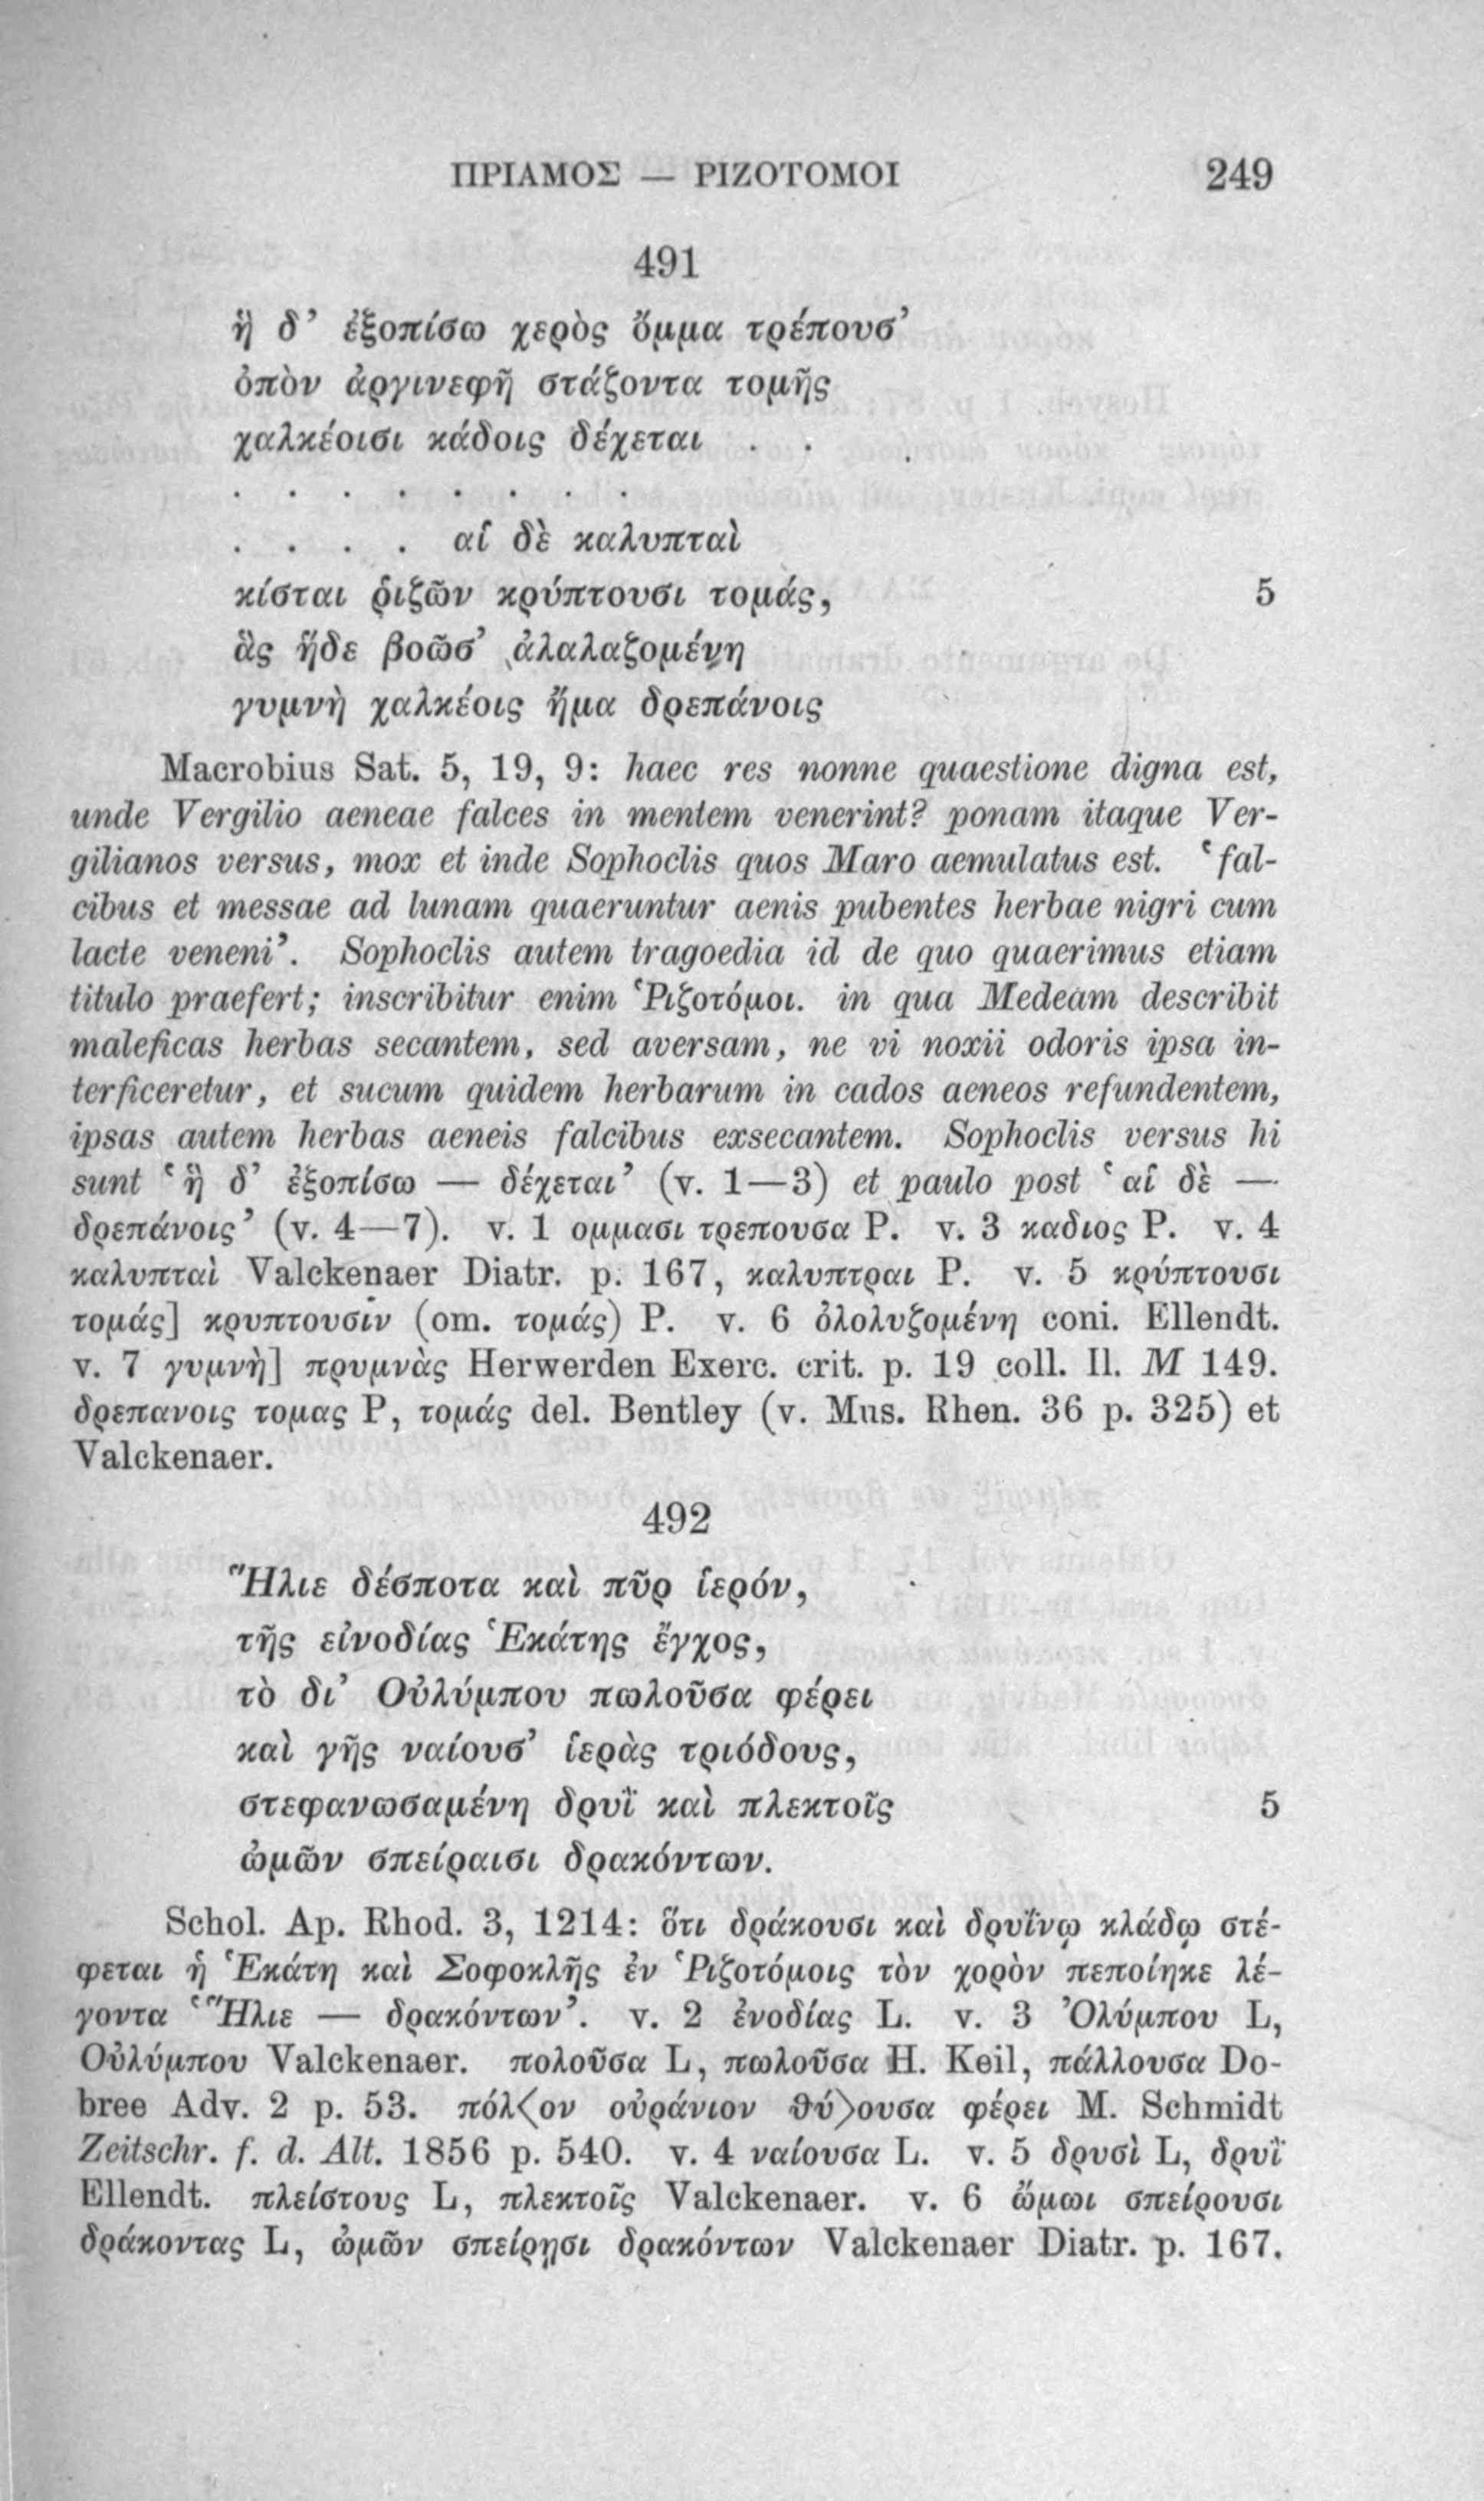 ΠΡΙΑΜΟΣ — ΡΙΖΟΤΟΜΟΙ 249
491
ἣ δ’ ἐξοπίσω χερὸς ὄμμα τρέπουσ’
ὀπὸν ἀργινεφῆ στάζοντα τομῆς
χαλκέοισι κάδοις δέχεται . . .
. . . . . . . .
. . . . αἱ δὲ καλυπταὶ
κίσται ῥιζῶν κρύπτουσι τομάς, 5
ἃς ἥδε βοῶσ’ ἀλαλαζομένη
γυμνὴ χαλκέοις ἤμα δρεπάνοις
Macrobius Sat. 5, 19, 9: haec res nonne quaestione digna est,
unde Vergilio aeneae falces in mentem venerint? ponam itaque Ver-
gilianos versus, mox et inde Sophoclis quos Maro aemulatus est. ‘fal-
cibus et messae ad lunam quaeruntur aenis pubentes herbae nigri cum
lacte veneni’. Sophoclis autem tragoedia id de quo quaerimus etiam
titulo praefert; inscribitur enim Ῥιζοτόμοι. in qua Medeam describit
maleficas herbas secantem, sed aversam, ne vi noxii odoris ipsa in-
terficeretur, et sucum quidem herbarum in cados aeneos refundentem,
ipsas autem herbas aeneis falcibus exsecantem. Sophoclis versus hi
sunt ‘ἣ δ’ ἐξοπίσω — δέχεται’ (v. 1—3) et paulo post ‘αἱ δὲ —
δρεπάνοις’ (v. 4—7). v. 1 ομμασι τρεπουσα P. v. 3 καδιος P. v. 4
καλυπταὶ Valckenaer Diatr. p. 167, καλυπτραι P. v. 5 κρύπτουσι
τομάς] κρυπτουσιν (om. τομάς) P. v. 6 ὀλολυζομένη coni. Ellendt.
v. 7 γυμνὴ] πρυμνὰς Herwerden Exerc. crit. p. 19 coll. Il. M 149.
δρεπανοις τομας P, τομάς del. Bentley (v. Mus. Rhen. 36 p. 325) et
Valckenaer.
492
Ἥλιε δέσποτα καὶ πῦρ ἱερόν,
τῆς εἰνοδίας Ἑκάτης ἔγχος,
τὸ δι’ Οὐλύμπου πωλοῦσα φέρει
καὶ γῆς ναίουσ’ ἱερὰς τριόδους,
στεφανωσαμένη δρυῒ καὶ πλεκτοῖς 5
ὠμῶν σπείραισι δρακόντων.
Schol. Ap. Rhod. 3, 1214: ὅτι δράκουσι καὶ δρυΐνῳ κλάδῳ στέ-
φεται ἡ Ἑκάτη καὶ Σοφοκλῆς ἐν Ῥιζοτόμοις τὸν χορὸν πεποίηκε λέ-
γοντα ‘Ἥλιε — δρακόντων’. v. 2 ἐνοδίας L. v. 3 Ὀλύμπου L,
Οὐλύμπου Valckenaer. πολοῦσα L, πωλοῦσα H. Keil, πάλλουσα Do-
bree Adv. 2 p. 53. πόλ⟨ον οὐράνιον θύ⟩ουσα φέρει M. Schmidt
Zeitschr. f. d. Alt. 1856 p. 540. v. 4 ναίουσα L. v. 5 δρυσὶ L, δρυῒ
Ellendt. πλείστους L, πλεκτοῖς Valckenaer. v. 6 ὤμωι σπείρουσι
δράκοντας L, ὠμῶν σπείρῃσι δρακόντων Valckenaer Diatr. p. 167.